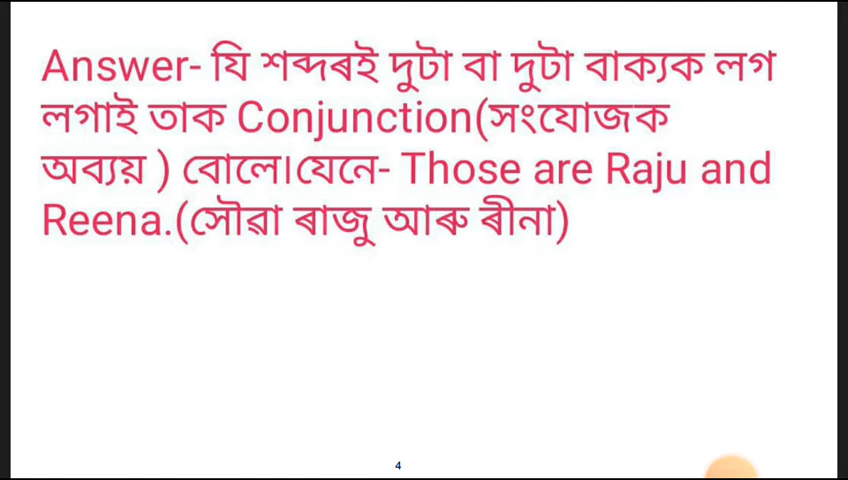 Answer- যি শব্দৰই দুটা বা দুটা বাক্যক লগ
লগাই তাক Conjunction(সংযোজক
অব্যয় ) বোলে।যেনে- Those are Raju and
Reena.(সৌৱা ৰাজু আৰু ৰীনা)
4